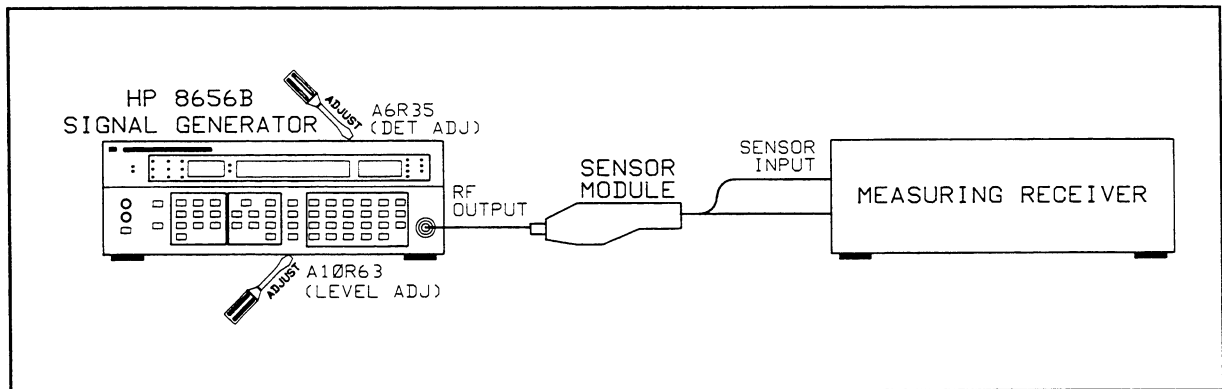 HP 8656B
SIGNAL GENERATOR
ADJUST
A6R35
(DET ADJ)
RF
OUTPUT
SENSOR
MODULE
SENSOR
INPUT
MEASURING RECEIVER
ADJUST
A10R63
(LEVEL ADJ)